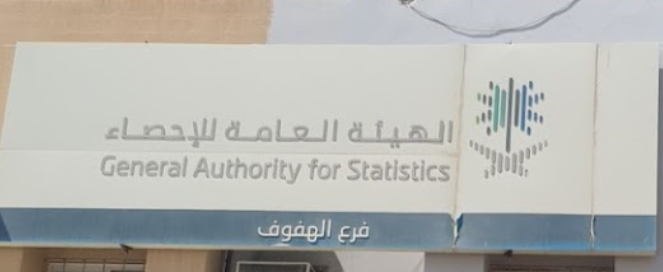 الهيئة العامة للإحصاء
General Authority for Statistics
فرع الهفوف